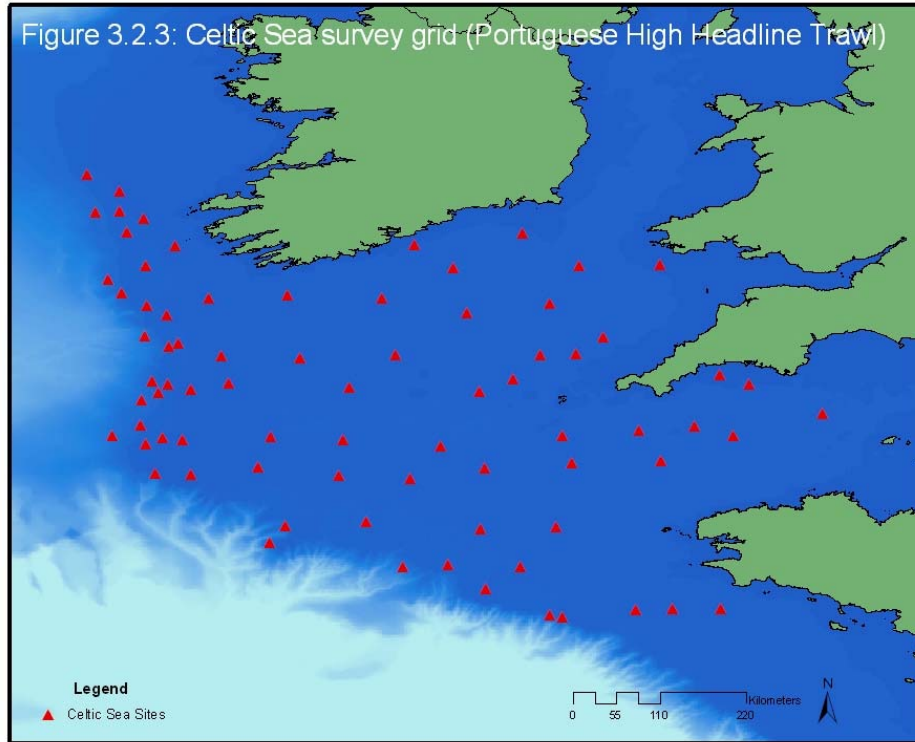 Figure 3.2.3: Celtic Sea survey grid (Portuguese High Headline Trawl)
Legend
Celtic Sea Sites
Kilometers
0 55 110 220
N